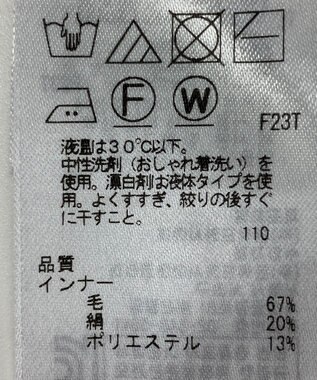 F W
F23T
液温は30℃以下。
中性洗剤(おしゃれ着洗い)を
使用。漂白剤は液体タイプを使
用。よくすすぎ、絞りの後すぐ
に干すこと。
110
品質
インナー
毛 67%
絹 20%
ポリエステル 13%